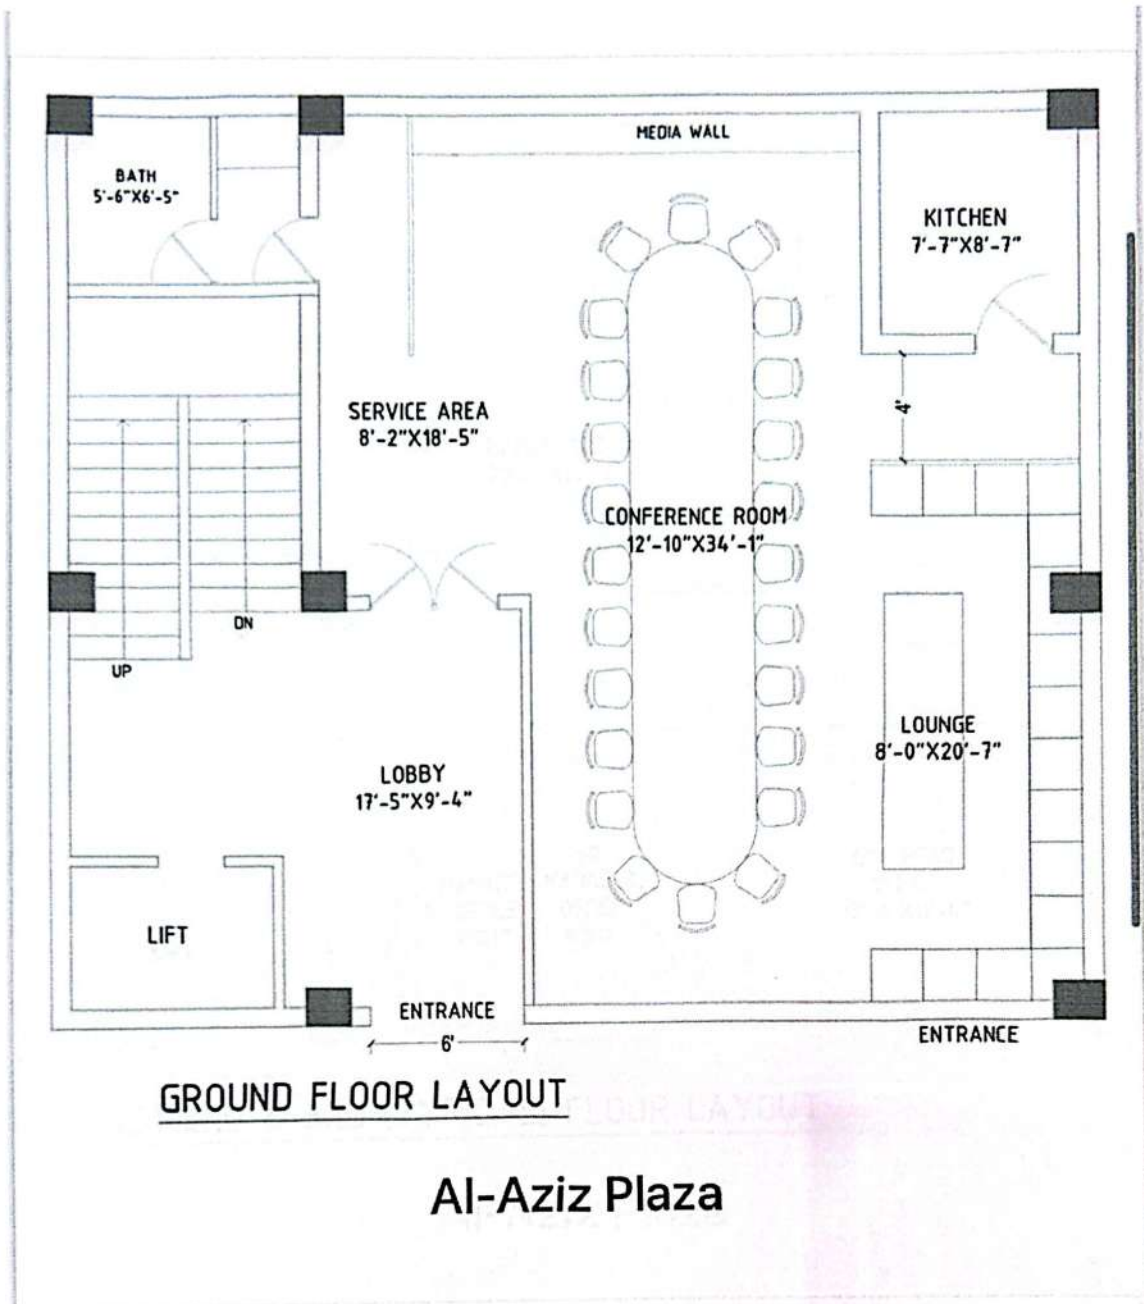 MEDIA WALL
BATH
5'-6"X6'-5"
KITCHEN
7'-7"X8'-7"
4'
SERVICE AREA
8'-2"X18'-5"
CONFERENCE ROOM
12'-10"X34'-1"
DN
UP
LOUNGE
8'-0"X20'-7"
LOBBY
17'-5"X9'-4"
LIFT
ENTRANCE
6'
ENTRANCE
GROUND FLOOR LAYOUT
FLOUR LAYOUT
Al-Aziz Plaza